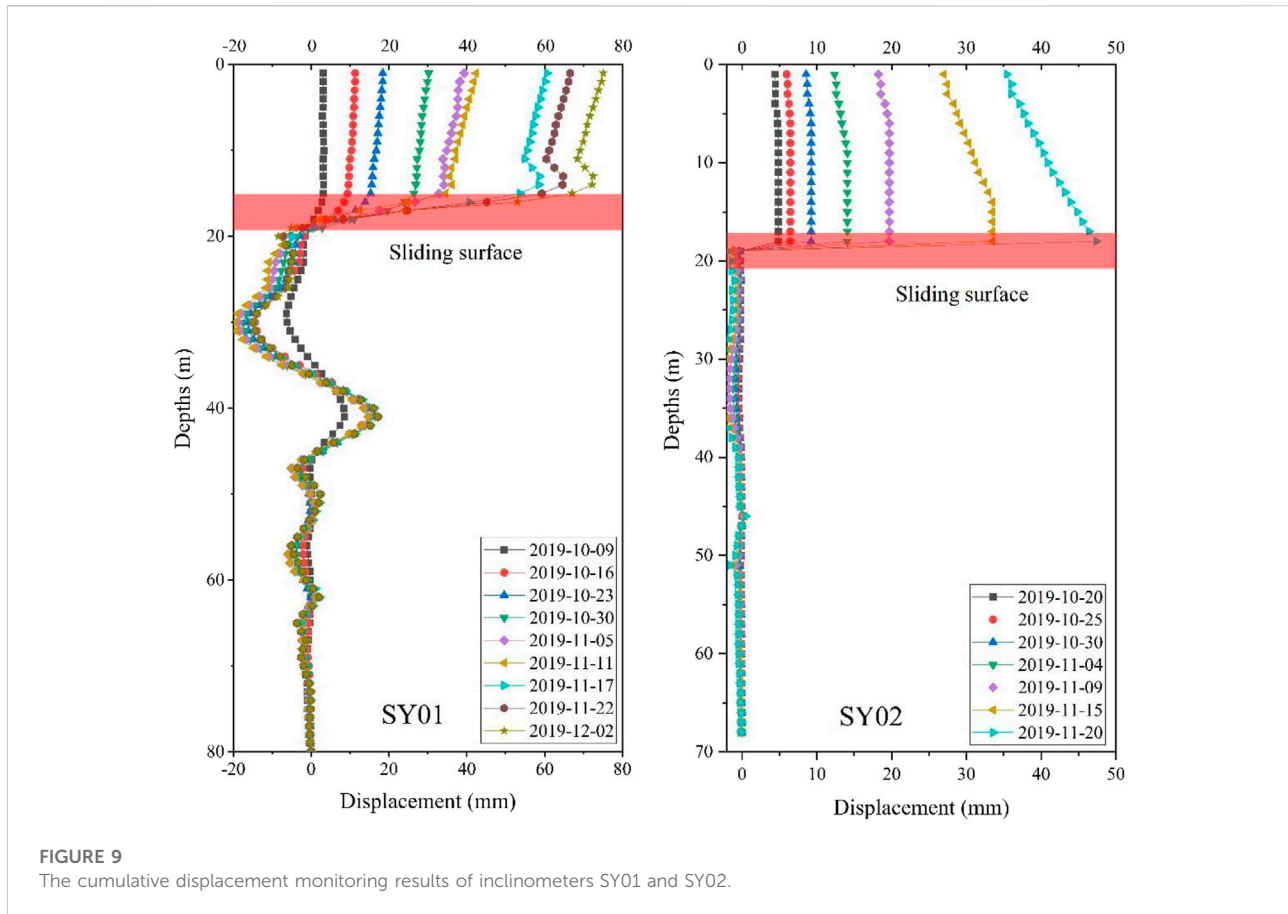 -20 0 20 40 60 80
0
20
40
60
80
Depths (m)
Sliding surface
2019-10-09
2019-10-16
2019-10-23
2019-10-30
2019-11-05
2019-11-11
2019-11-17
2019-11-22
2019-12-02
SY01
-20 0 20 40 60 80
Displacement (mm)
0 10 20 30 40 50
0
10
20
30
40
50
60
70
Depths (m)
Sliding surface
2019-10-20
2019-10-25
2019-10-30
2019-11-04
2019-11-09
2019-11-15
2019-11-20
SY02
0 10 20 30 40 50
Displacement (mm)
FIGURE 9
The cumulative displacement monitoring results of inclinometers SY01 and SY02.